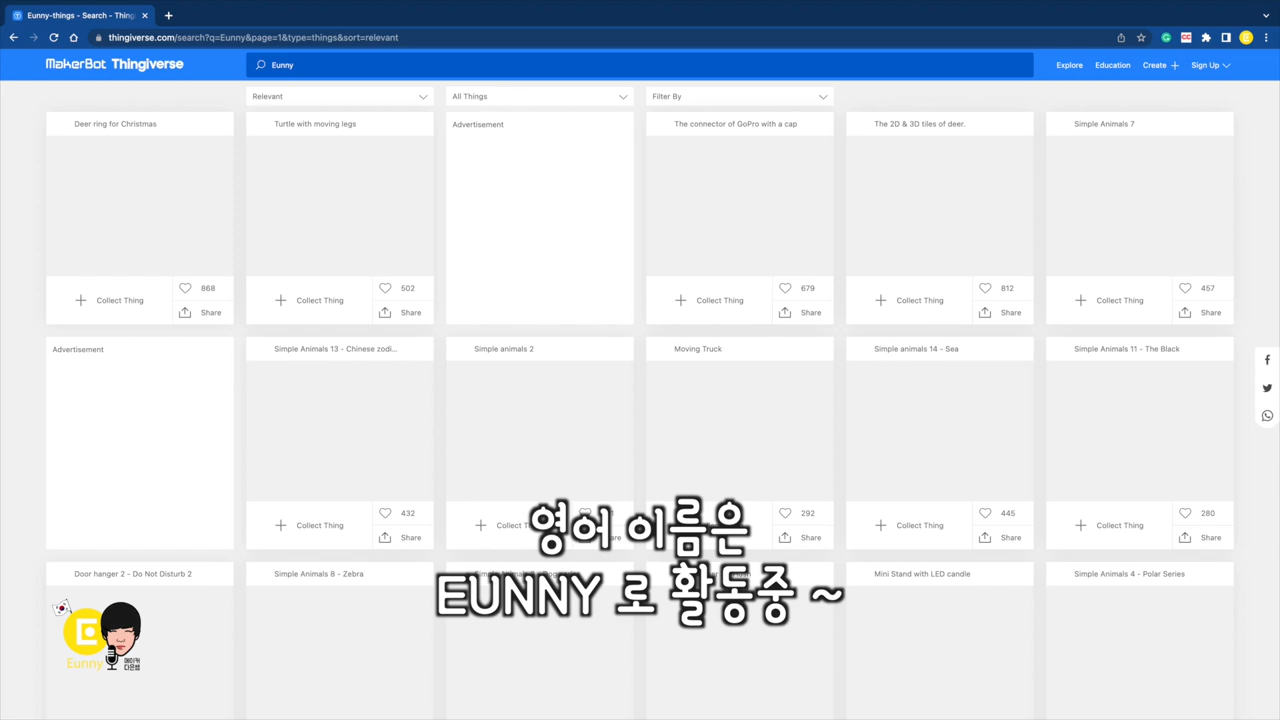 Eunny-things - Search - Thing
thingiverse.com/search?q=Eunny&page=1&type=things&sort=relevant
MakerBot Thingiverse
Eunny
Explore
Education
Create
Sign Up
Relevant
All Things
Filter By
Deer ring for Christmas
Turtle with moving legs
Advertisement
The connector of GoPro with a cap
The 2D & 3D tiles of deer.
Simple Animals 7
Collect Thing
868
Share
Collect Thing
502
Share
Collect Thing
679
Share
Collect Thing
812
Share
Collect Thing
457
Share
Advertisement
Simple Animals 13 - Chinese zodi...
Simple animals 2
Moving Truck
Simple animals 14 - Sea
Simple Animals 11 - The Black
Collect Thing
432
Share
292
Share
Collect Thing
445
Share
Collect Thing
280
Share
영어 이름은
EUNNY 로 활동중 ~
Door hanger 2 - Do Not Disturb 2
Simple Animals 8 - Zebra
Mini Stand with LED candle
Simple Animals 4 - Polar Series
Eunny
메이커
다은쌤